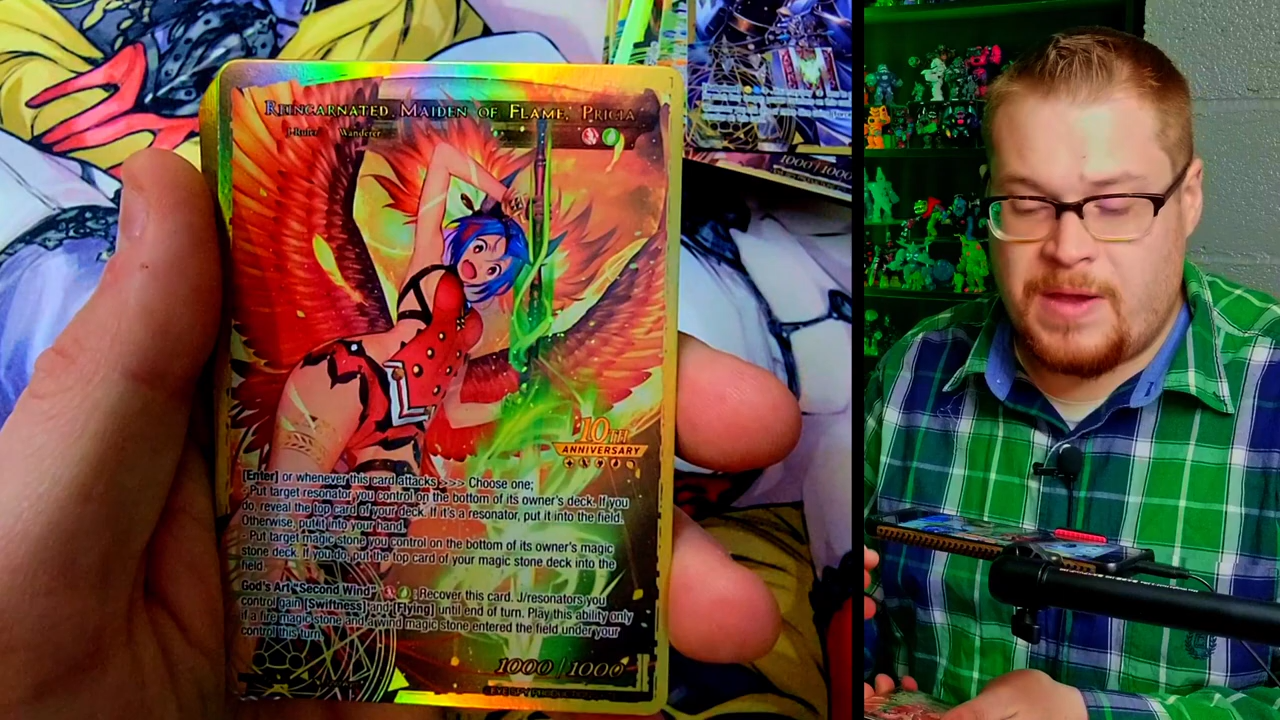 REINCARNATED MAIDEN OF FLAME, PRICIA
J-Ruler Wanderer
10TH
ANNIVERSARY
[Enter] or whenever this card attacks >>> Choose one;
- Put target resonator you control on the bottom of its owner's deck. If you
do, reveal the top card of your deck. If it's a resonator, put it into the field.
Otherwise, put it into your hand.
- Put target magic stone you control on the bottom of its owner's magic
stone deck. If you do, put the top card of your magic stone deck into the
field.
God's Art "Second Wind" : Recover this card. J/resonators you
control gain [Swiftness] and [Flying] until end of turn. Play this ability only
if a fire magic stone and a wind magic stone entered the field under your
control this turn.
1000 / 1000
1000/1000